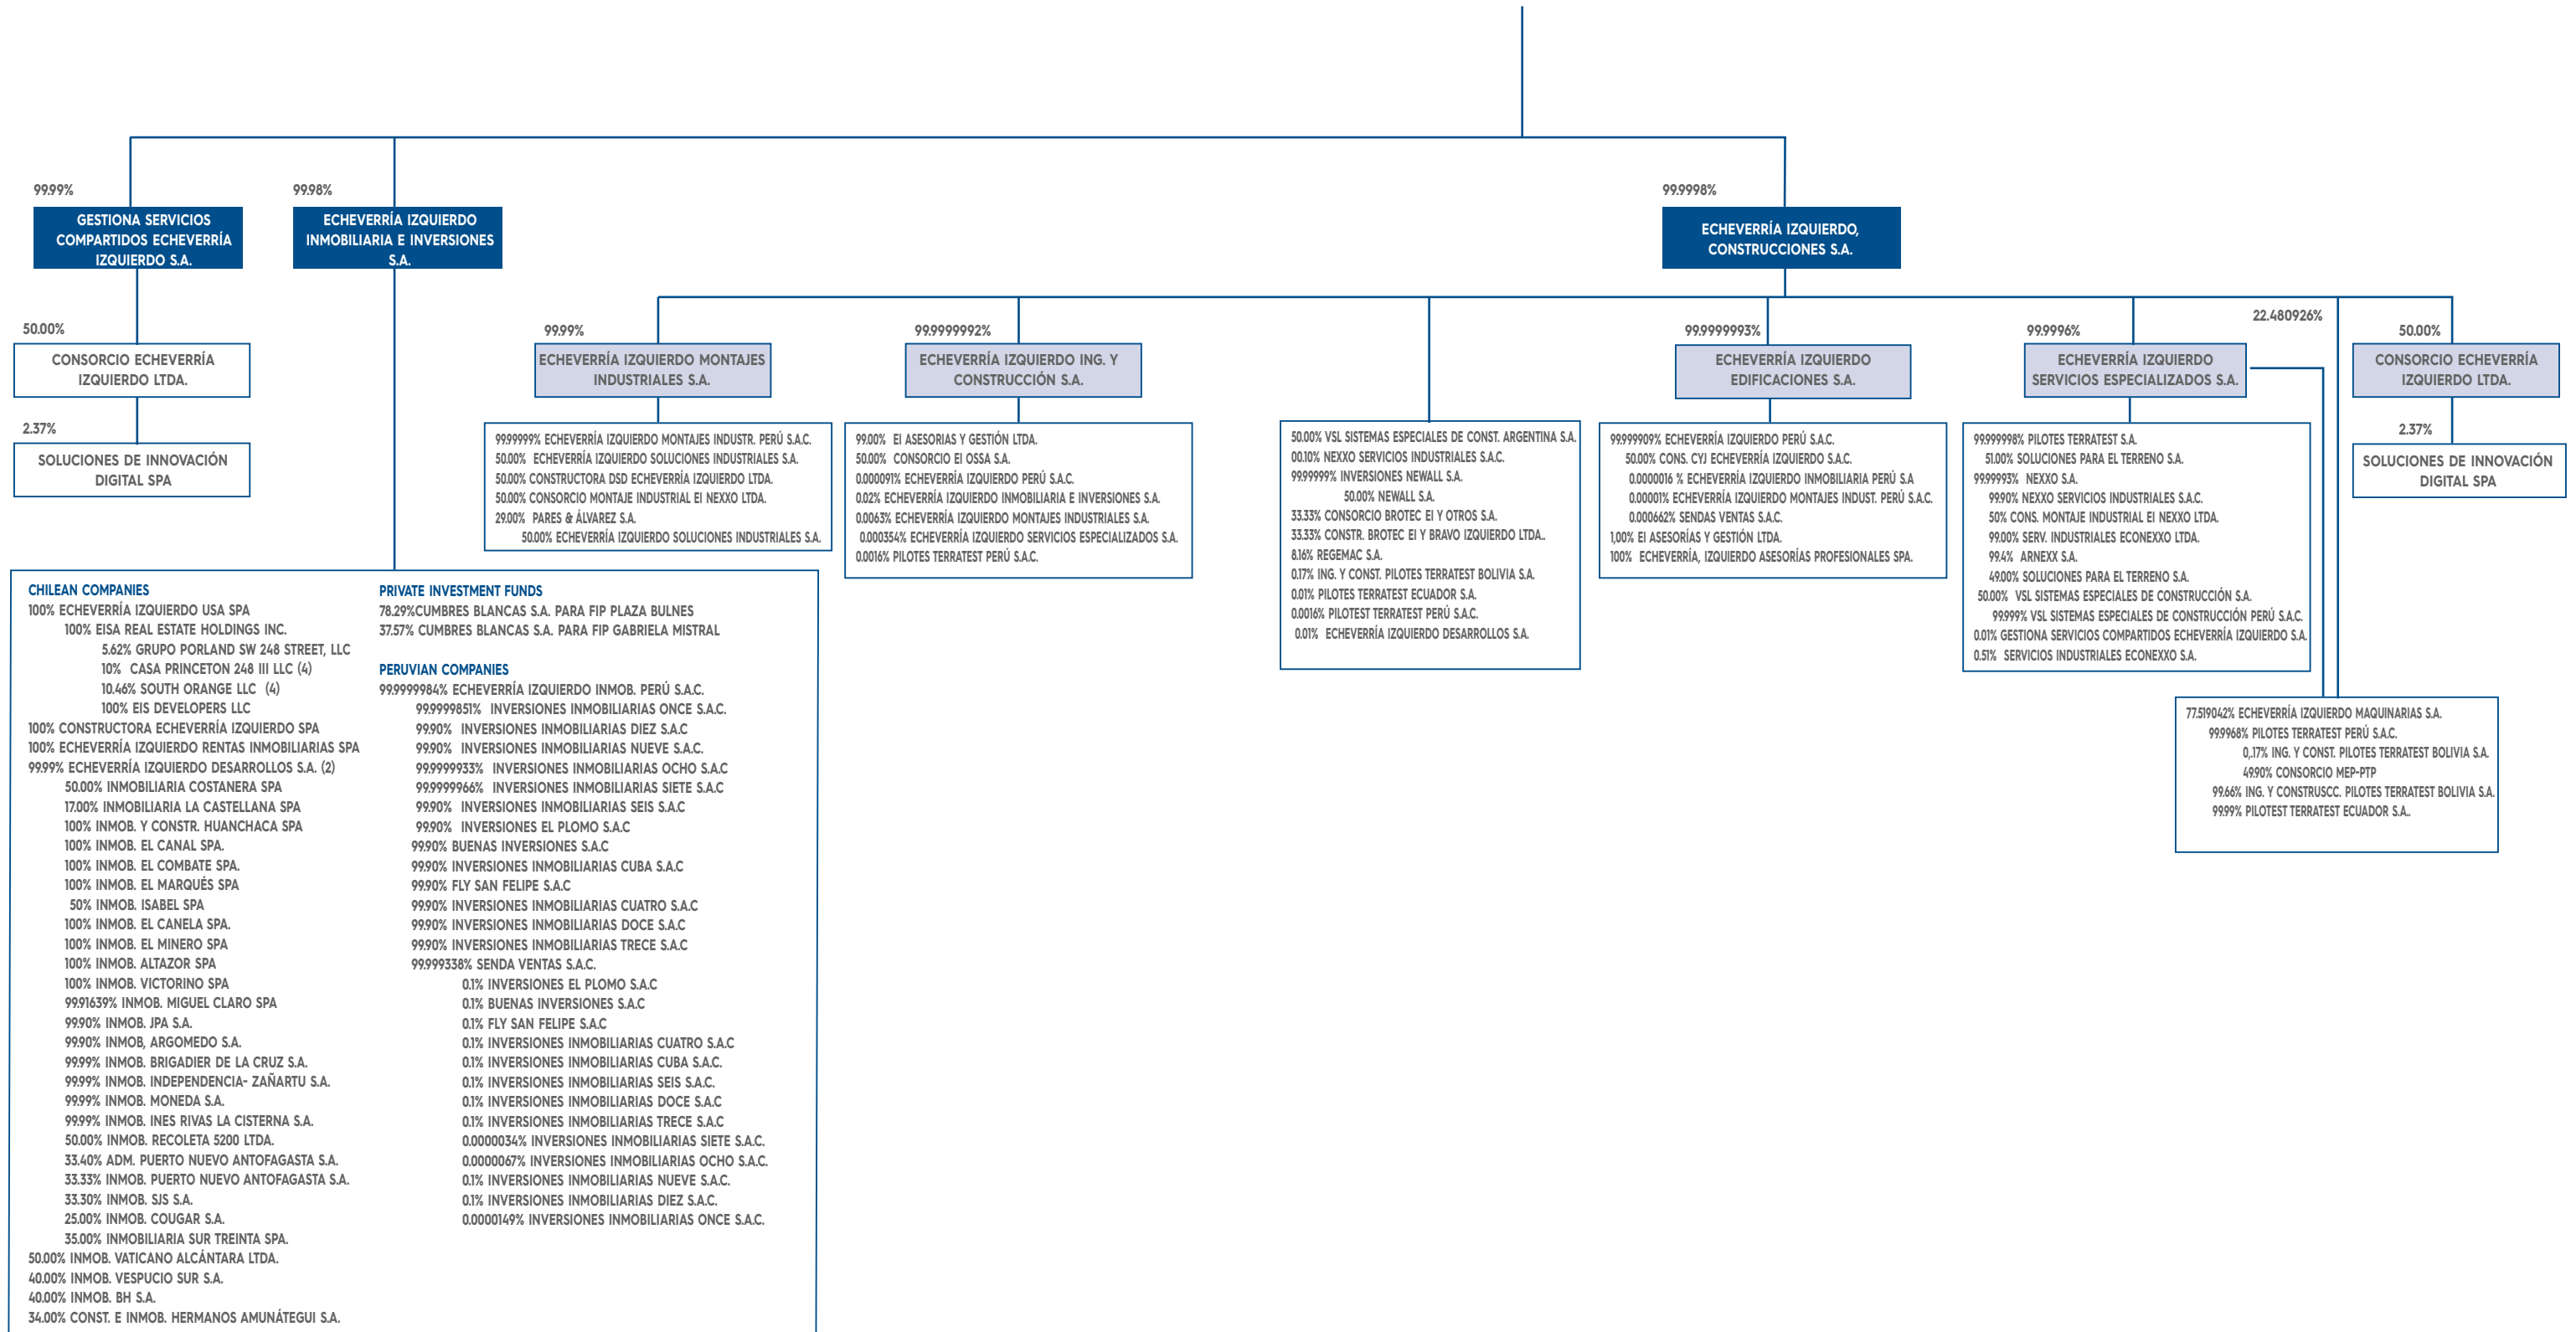 99.99%
GESTIONA SERVICIOS
COMPARTIDOS ECHEVERRÍA
IZQUIERDO S.A.
99.98%
ECHEVERRÍA IZQUIERDO
INMOBILIARIA E INVERSIONES
S.A.
99.9998%
ECHEVERRÍA IZQUIERDO,
CONSTRUCCIONES S.A.
50.00%
CONSORCIO ECHEVERRÍA
IZQUIERDO LTDA.
2.37%
SOLUCIONES DE INNOVACIÓN
DIGITAL SPA
99.99%
ECHEVERRÍA IZQUIERDO MONTAJES
INDUSTRIALES S.A.
99.99999% ECHEVERRÍA IZQUIERDO MONTAJES INDUSTR. PERÚ S.A.C.
50.00% ECHEVERRÍA IZQUIERDO SOLUCIONES INDUSTRIALES S.A.
50.00% CONSTRUCTORA DSD ECHEVERRÍA IZQUIERDO LTDA.
50.00% CONSORCIO MONTAJE INDUSTRIAL EI NEXXO LTDA.
29.00% PARES & ÁLVAREZ S.A.
50.00% ECHEVERRÍA IZQUIERDO SOLUCIONES INDUSTRIALES S.A.
99.9999992%
ECHEVERRÍA IZQUIERDO ING. Y
CONSTRUCCIÓN S.A.
99.00% EI ASESORIAS Y GESTIÓN LTDA.
50.00% CONSORCIO EI OSSA S.A.
0.000091% ECHEVERRÍA IZQUIERDO PERÚ S.A.C.
0.02% ECHEVERRÍA IZQUIERDO INMOBILIARIA E INVERSIONES S.A.
0.0063% ECHEVERRÍA IZQUIERDO MONTAJES INDUSTRIALES S.A.
0.000354% ECHEVERRÍA IZQUIERDO SERVICIOS ESPECIALIZADOS S.A.
0.0016% PILOTES TERRATEST PERÚ S.A.C.
50.00% VSL SISTEMAS ESPECIALES DE CONST. ARGENTINA S.A.
00.10% NEXXO SERVICIOS INDUSTRIALES S.A.C.
99.99999% INVERSIONES NEWALL S.A.
50.00% NEWALL S.A.
33.33% CONSORCIO BROTEC EI Y OTROS S.A.
33.33% CONSTR. BROTEC EI Y BRAVO IZQUIERDO LTDA..
8.16% REGEMAC S.A.
0.17% ING. Y CONST. PILOTES TERRATEST BOLIVIA S.A.
0.01% PILOTES TERRATEST ECUADOR S.A.
0.0016% PILOTEST TERRATEST PERÚ S.A.C.
0.01% ECHEVERRÍA IZQUIERDO DESARROLLOS S.A.
99.9999993%
ECHEVERRÍA IZQUIERDO
EDIFICACIONES S.A.
99.999909% ECHEVERRÍA IZQUIERDO PERÚ S.A.C.
50.00% CONS. CYJ ECHEVERRÍA IZQUIERDO S.A.C.
0.0000016 % ECHEVERRÍA IZQUIERDO INMOBILIARIA PERÚ S.A
0.00001% ECHEVERRÍA IZQUIERDO MONTAJES INDUST. PERÚ S.A.C.
0.000662% SENDAS VENTAS S.A.C.
1,00% EI ASESORÍAS Y GESTIÓN LTDA.
100% ECHEVERRÍA, IZQUIERDO ASESORÍAS PROFESIONALES SPA.
99.9996%
ECHEVERRÍA IZQUIERDO
SERVICIOS ESPECIALIZADOS S.A.
99.999998% PILOTES TERRATEST S.A.
51.00% SOLUCIONES PARA EL TERRENO S.A.
99.99993% NEXXO S.A.
99.90% NEXXO SERVICIOS INDUSTRIALES S.A.C.
50% CONS. MONTAJE INDUSTRIAL EI NEXXO LTDA.
99.00% SERV. INDUSTRIALES ECONEXXO LTDA.
99.4% ARNEXX S.A.
49.00% SOLUCIONES PARA EL TERRENO S.A.
50.00% VSL SISTEMAS ESPECIALES DE CONSTRUCCIÓN S.A.
99.999% VSL SISTEMAS ESPECIALES DE CONSTRUCCIÓN PERÚ S.A.C.
0.01% GESTIONA SERVICIOS COMPARTIDOS ECHEVERRÍA IZQUIERDO S.A.
0.51% SERVICIOS INDUSTRIALES ECONEXXO S.A.
22.480926%
77.519042% ECHEVERRÍA IZQUIERDO MAQUINARIAS S.A.
99.9968% PILOTES TERRATEST PERÚ S.A.C.
0,.17% ING. Y CONST. PILOTES TERRATEST BOLIVIA S.A.
49.90% CONSORCIO MEP-PTP
99.66% ING. Y CONSTRUSCC. PILOTES TERRATEST BOLIVIA S.A.
99.99% PILOTEST TERRATEST ECUADOR S.A..
50.00%
CONSORCIO ECHEVERRÍA
IZQUIERDO LTDA.
2.37%
SOLUCIONES DE INNOVACIÓN
DIGITAL SPA
CHILEAN COMPANIES
100% ECHEVERRÍA IZQUIERDO USA SPA
100% EISA REAL ESTATE HOLDINGS INC.
5.62% GRUPO PORLAND SW 248 STREET, LLC
10% CASA PRINCETON 248 III LLC (4)
10.46% SOUTH ORANGE LLC (4)
100% EIS DEVELOPERS LLC
100% CONSTRUCTORA ECHEVERRÍA IZQUIERDO SPA
100% ECHEVERRÍA IZQUIERDO RENTAS INMOBILIARIAS SPA
99.99% ECHEVERRÍA IZQUIERDO DESARROLLOS S.A. (2)
50.00% INMOBILIARIA COSTANERA SPA
17.00% INMOBILIARIA LA CASTELLANA SPA
100% INMOB. Y CONSTR. HUANCHACA SPA
100% INMOB. EL CANAL SPA.
100% INMOB. EL COMBATE SPA.
100% INMOB. EL MARQUÉS SPA
50% INMOB. ISABEL SPA
100% INMOB. EL CANELA SPA.
100% INMOB. EL MINERO SPA
100% INMOB. ALTAZOR SPA
100% INMOB. VICTORINO SPA
99.91639% INMOB. MIGUEL CLARO SPA
99.90% INMOB. JPA S.A.
99.90% INMOB, ARGOMEDO S.A.
99.99% INMOB. BRIGADIER DE LA CRUZ S.A.
99.99% INMOB. INDEPENDENCIA- ZAÑARTU S.A.
99.99% INMOB. MONEDA S.A.
99.99% INMOB. INES RIVAS LA CISTERNA S.A.
50.00% INMOB. RECOLETA 5200 LTDA.
33.40% ADM. PUERTO NUEVO ANTOFAGASTA S.A.
33.33% INMOB. PUERTO NUEVO ANTOFAGASTA S.A.
33.30% INMOB. SJS S.A.
25.00% INMOB. COUGAR S.A.
35.00% INMOBILIARIA SUR TREINTA SPA.
50.00% INMOB. VATICANO ALCÁNTARA LTDA.
40.00% INMOB. VESPUCIO SUR S.A.
40.00% INMOB. BH S.A.
34.00% CONST. E INMOB. HERMANOS AMUNÁTEGUI S.A.
PRIVATE INVESTMENT FUNDS
78.29%CUMBRES BLANCAS S.A. PARA FIP PLAZA BULNES
37.57% CUMBRES BLANCAS S.A. PARA FIP GABRIELA MISTRAL
PERUVIAN COMPANIES
99.9999984% ECHEVERRÍA IZQUIERDO INMOB. PERÚ S.A.C.
99.9999851% INVERSIONES INMOBILIARIAS ONCE S.A.C.
99.90% INVERSIONES INMOBILIARIAS DIEZ S.A.C
99.90% INVERSIONES INMOBILIARIAS NUEVE S.A.C.
99.9999933% INVERSIONES INMOBILIARIAS OCHO S.A.C
99.9999966% INVERSIONES INMOBILIARIAS SIETE S.A.C
99.90% INVERSIONES INMOBILIARIAS SEIS S.A.C
99.90% INVERSIONES EL PLOMO S.A.C
99.90% BUENAS INVERSIONES S.A.C
99.90% INVERSIONES INMOBILIARIAS CUBA S.A.C
99.90% FLY SAN FELIPE S.A.C
99.90% INVERSIONES INMOBILIARIAS CUATRO S.A.C
99.90% INVERSIONES INMOBILIARIAS DOCE S.A.C
99.90% INVERSIONES INMOBILIARIAS TRECE S.A.C
99.999338% SENDA VENTAS S.A.C.
0.1% INVERSIONES EL PLOMO S.A.C
0.1% BUENAS INVERSIONES S.A.C
0.1% FLY SAN FELIPE S.A.C
0.1% INVERSIONES INMOBILIARIAS CUATRO S.A.C
0.1% INVERSIONES INMOBILIARIAS CUBA S.A.C.
0.1% INVERSIONES INMOBILIARIAS SEIS S.A.C.
0.1% INVERSIONES INMOBILIARIAS DOCE S.A.C
0.1% INVERSIONES INMOBILIARIAS TRECE S.A.C
0.0000034% INVERSIONES INMOBILIARIAS SIETE S.A.C.
0.0000067% INVERSIONES INMOBILIARIAS OCHO S.A.C.
0.1% INVERSIONES INMOBILIARIAS NUEVE S.A.C.
0.1% INVERSIONES INMOBILIARIAS DIEZ S.A.C.
0.0000149% INVERSIONES INMOBILIARIAS ONCE S.A.C.